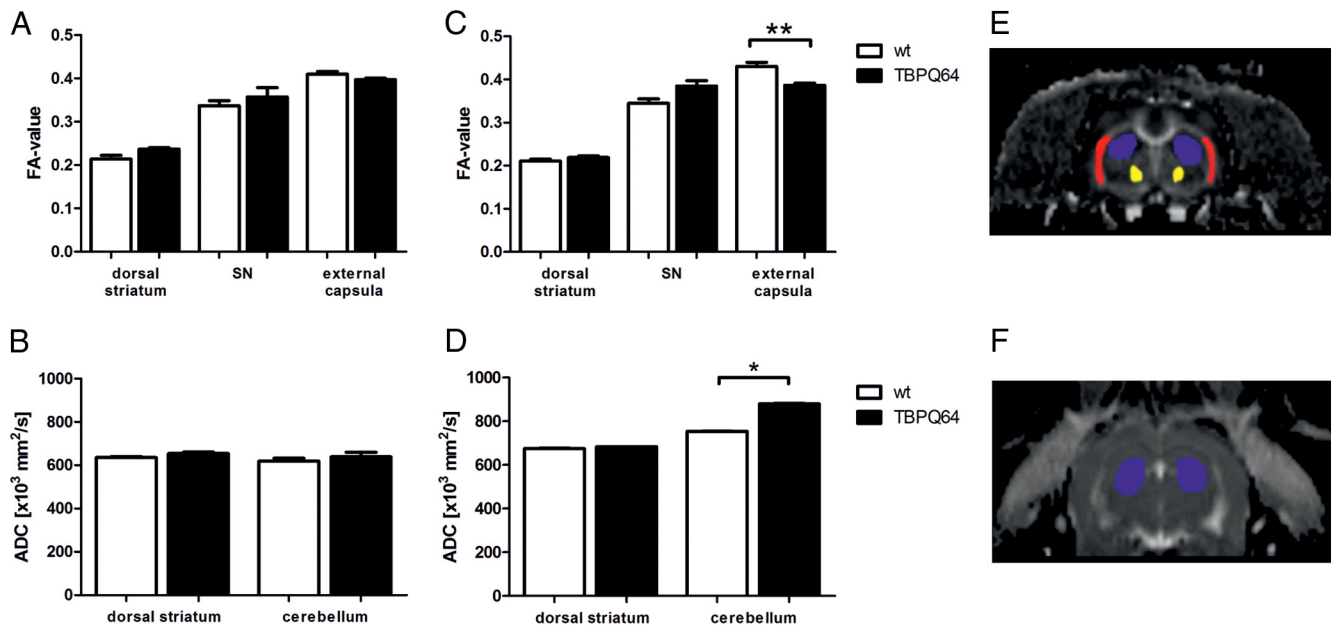 A
0.5
0.4
0.3
0.2
0.1
0.0
FA-value
dorsal
striatum
SN
external
capsula
C
0.5
0.4
0.3
0.2
0.1
0.0
FA-value
**
dorsal
striatum
SN
external
capsula
wt
TBPQ64
E
B
1000
800
600
400
200
0
ADC [x10³ mm²/s]
dorsal striatum
cerebellum
D
1000
800
600
400
200
0
ADC [x10³ mm²/s]
*
dorsal striatum
cerebellum
wt
TBPQ64
F